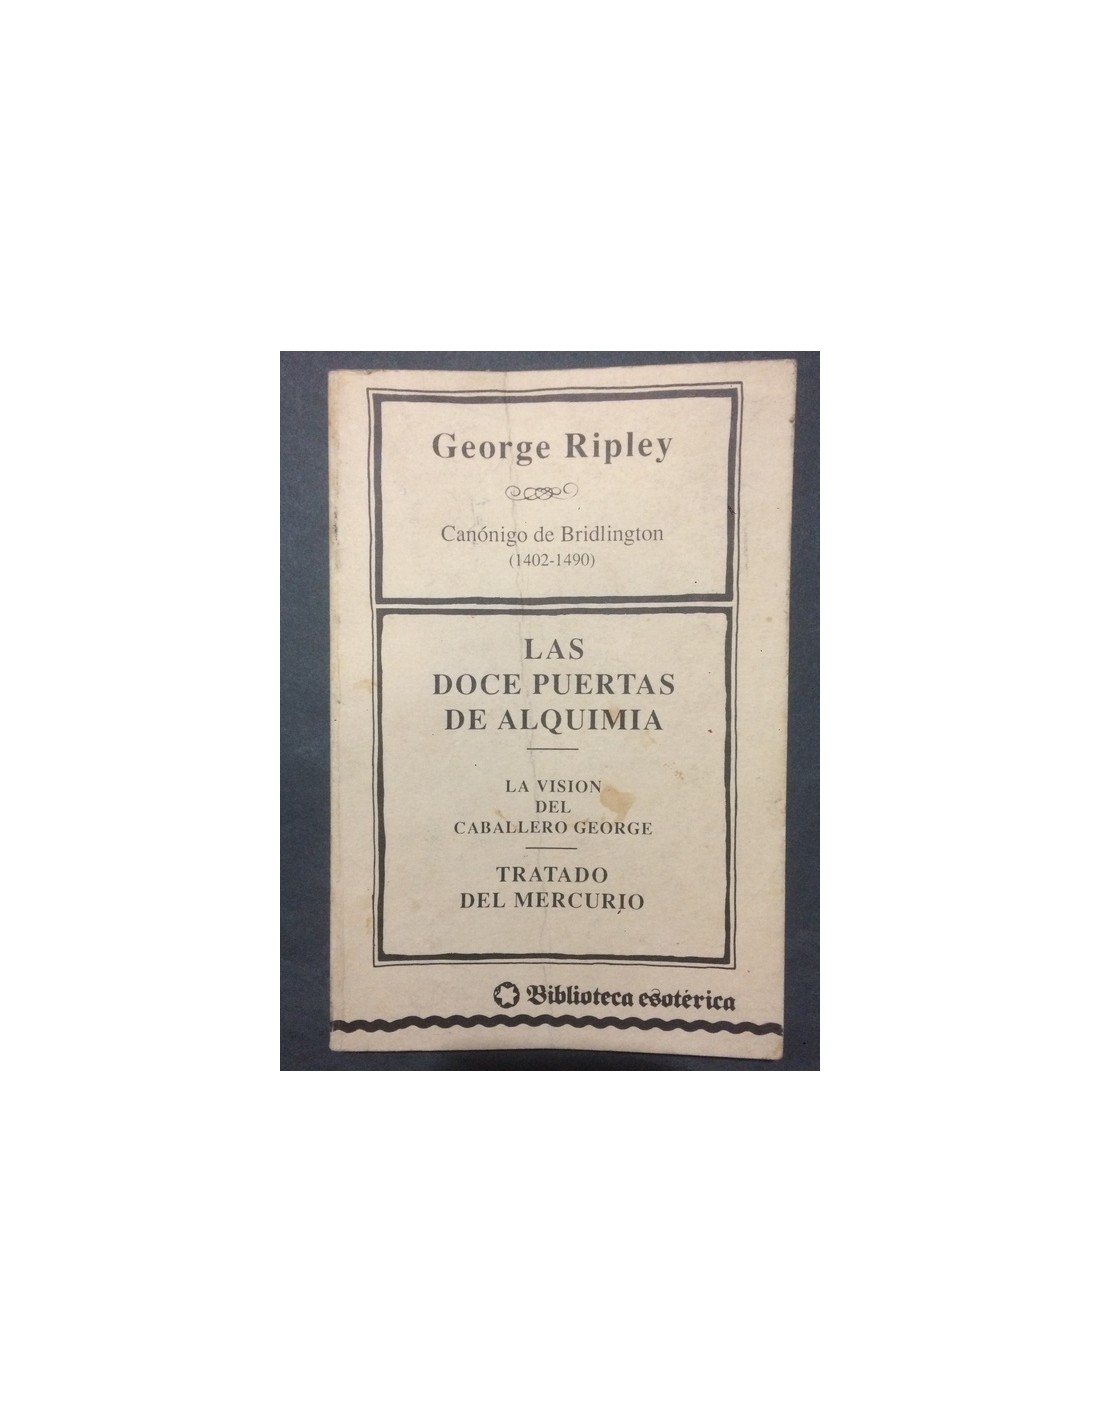 George Ripley
Canónigo de Bridlington
(1402-1490)
LAS
DOCE PUERTAS
DE ALQUIMIA
LA VISION
DEL
CABALLERO GEORGE
TRATADO
DEL MERCURIO
Biblioteca esotérica